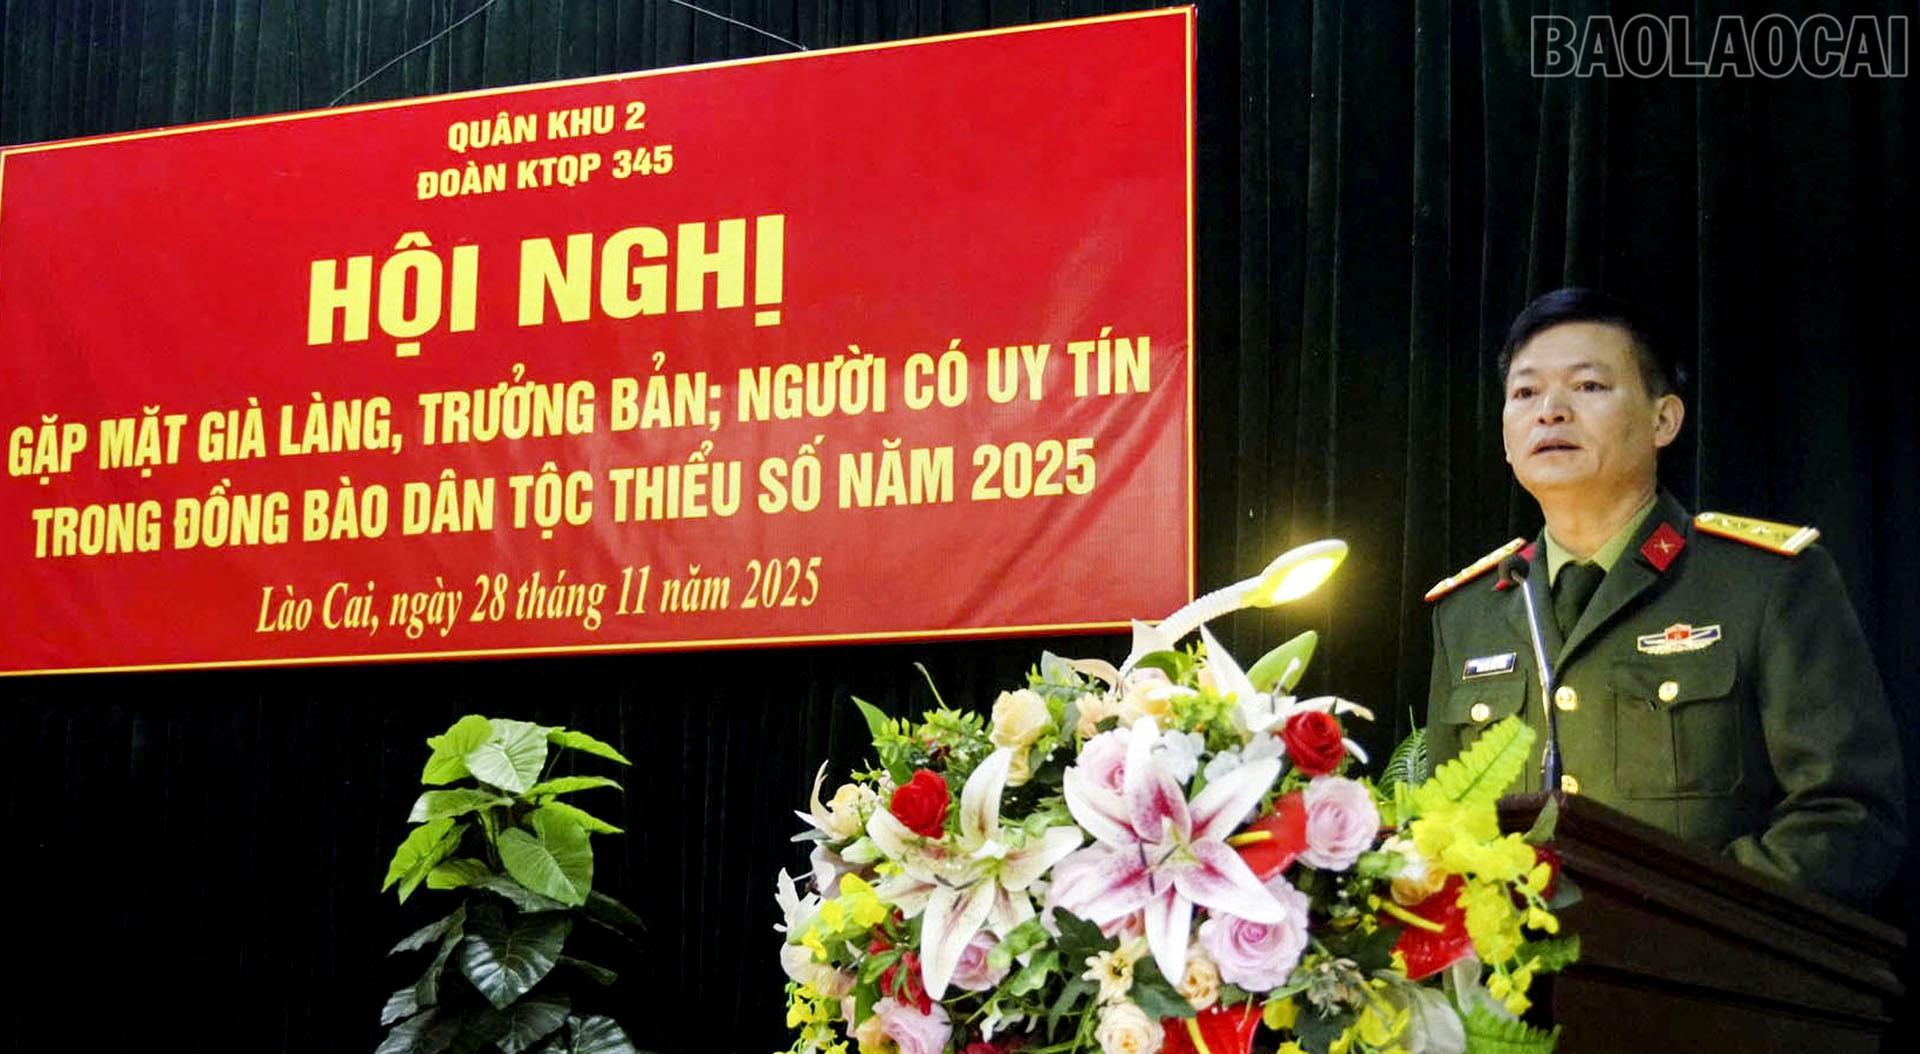 BAOLAOCAI
QUÂN KHU 2
ĐOÀN KTQP 345
HỘI NGHỊ
GẶP MẶT GIÀ LÀNG, TRƯỞNG BẢN; NGƯỜI CÓ UY TÍN
TRONG ĐỒNG BÀO DÂN TỘC THIỂU SỐ NĂM 2025
Lào Cai, ngày 28 tháng 11 năm 2025